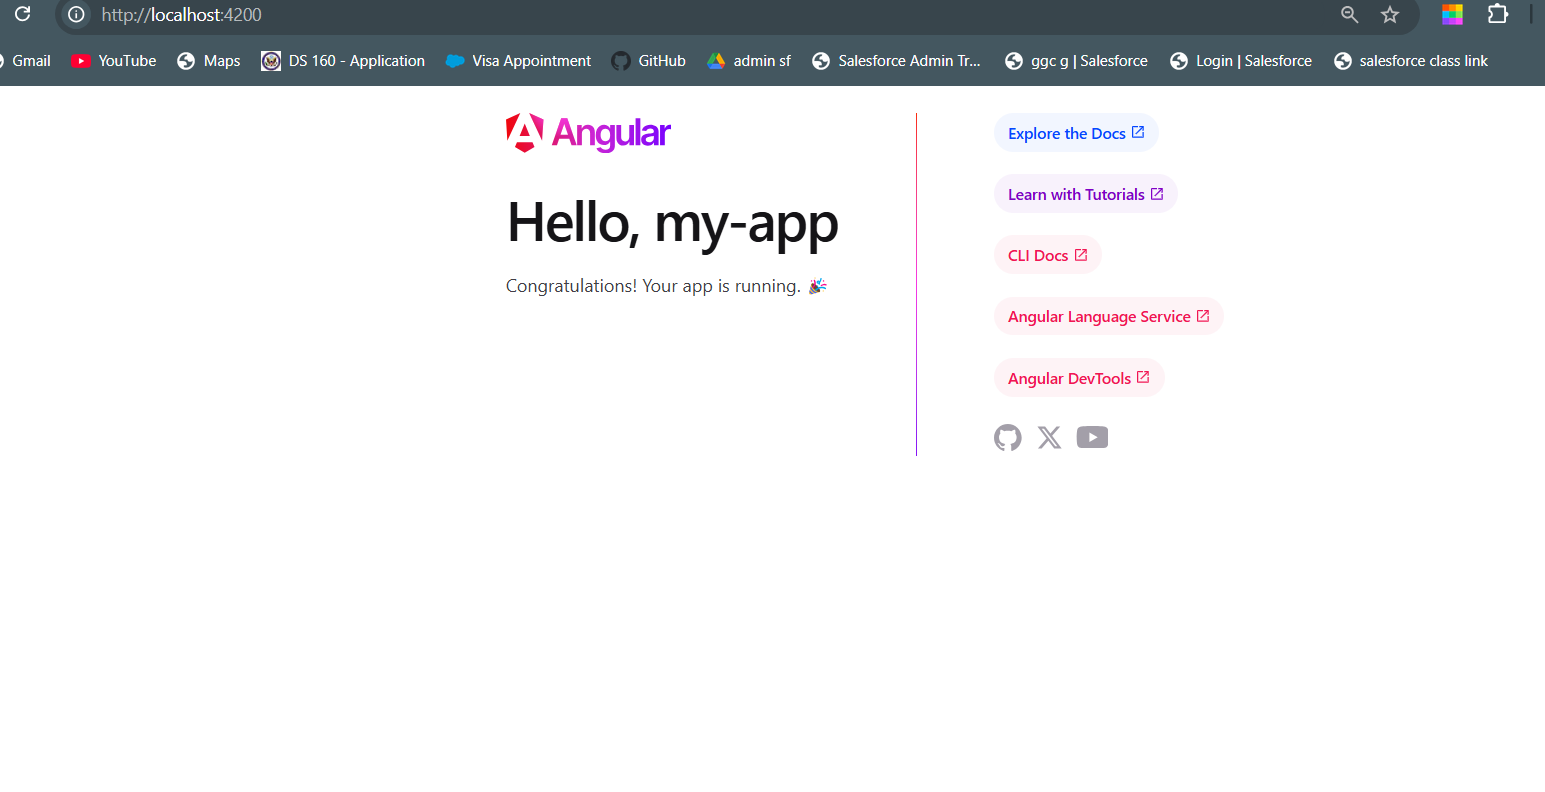 http://localhost:4200
Gmail YouTube Maps DS 160 - Application Visa Appointment GitHub admin sf Salesforce Admin Tr... ggc g | Salesforce Login | Salesforce salesforce class link
Angular
Hello, my-app
Congratulations! Your app is running. 🎉
Explore the Docs
Learn with Tutorials
CLI Docs
Angular Language Service
Angular DevTools